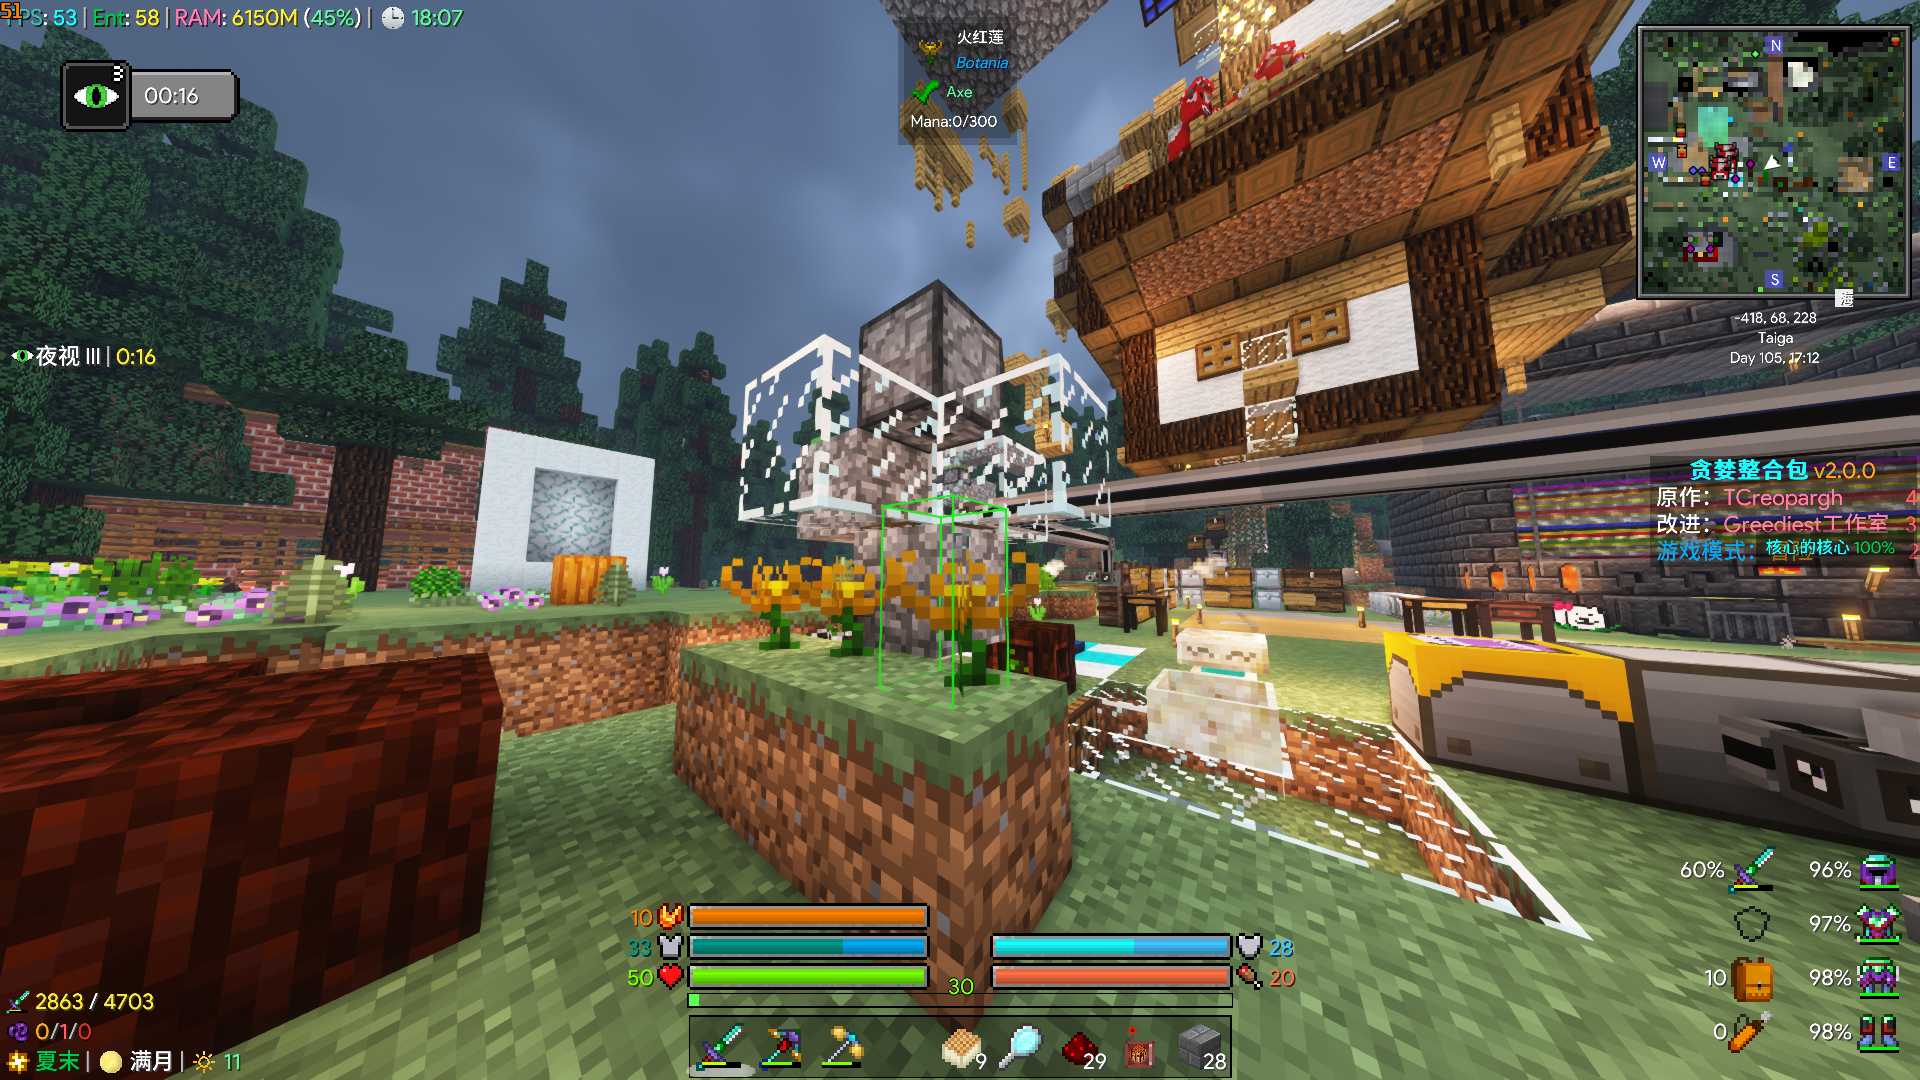 FPS: 53 | Ent: 58 | RAM: 6150M (45%) | 18:07
51
3
00:16
火红莲
Botania
Axe
Mana:0/300
N
W
E
S
-418, 68, 228
Taiga
Day 105, 17:12
夜视 III | 0:16
贪婪整合包 v2.0.0
原作: TCreopargh
改进: Greediest工作室
游戏模式:
核心的核心 100%
60%
96%
97%
10
98%
0
98%
10
33
28
50
30
20
2863 / 4703
0/1/0
夏末 | 满月 | 11
9
29
28